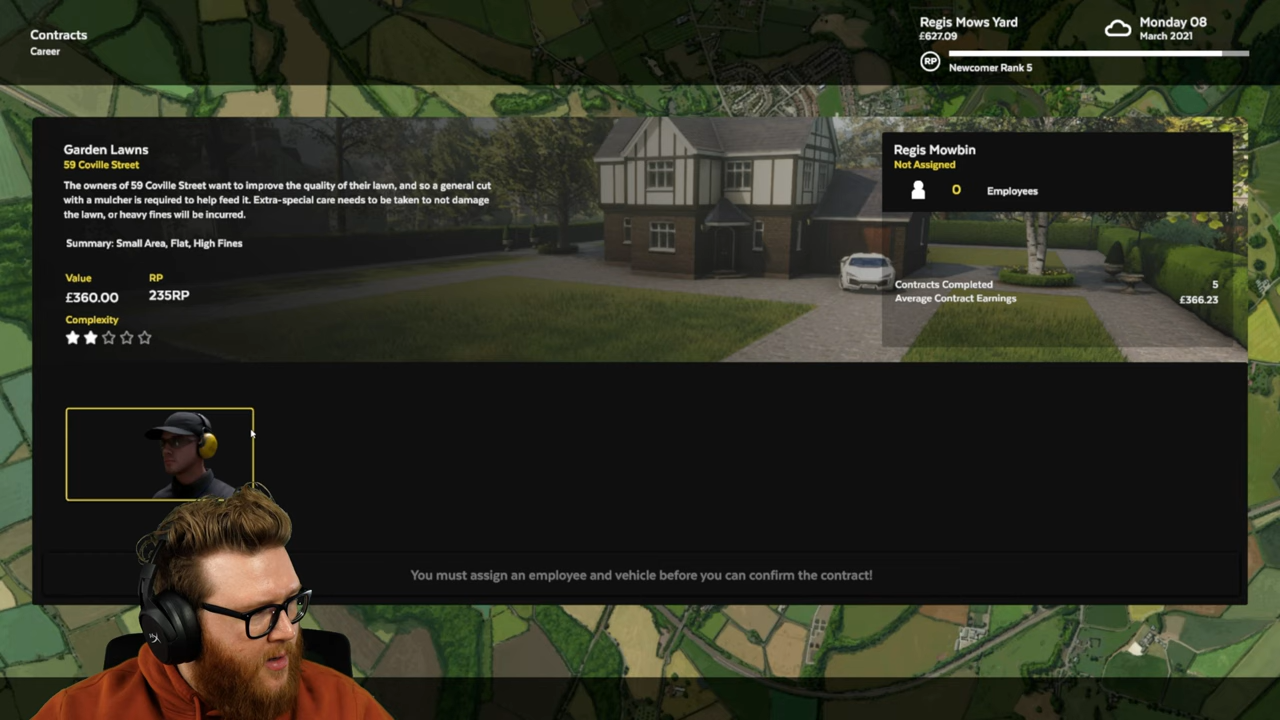 Contracts
Career
Regis Mows Yard
£627.09
Monday 08
March 2021
RP
Newcomer Rank 5
Garden Lawns
59 Coville Street
The owners of 59 Coville Street want to improve the quality of their lawn, and so a general cut
with a mulcher is required to help feed it. Extra-special care needs to be taken to not damage
the lawn, or heavy fines will be incurred.
Summary: Small Area, Flat, High Fines
Value RP
£360.00 235RP
Complexity
Regis Mowbin
Not Assigned
0 Employees
Contracts Completed 5
Average Contract Earnings £366.23
You must assign an employee and vehicle before you can confirm the contract!